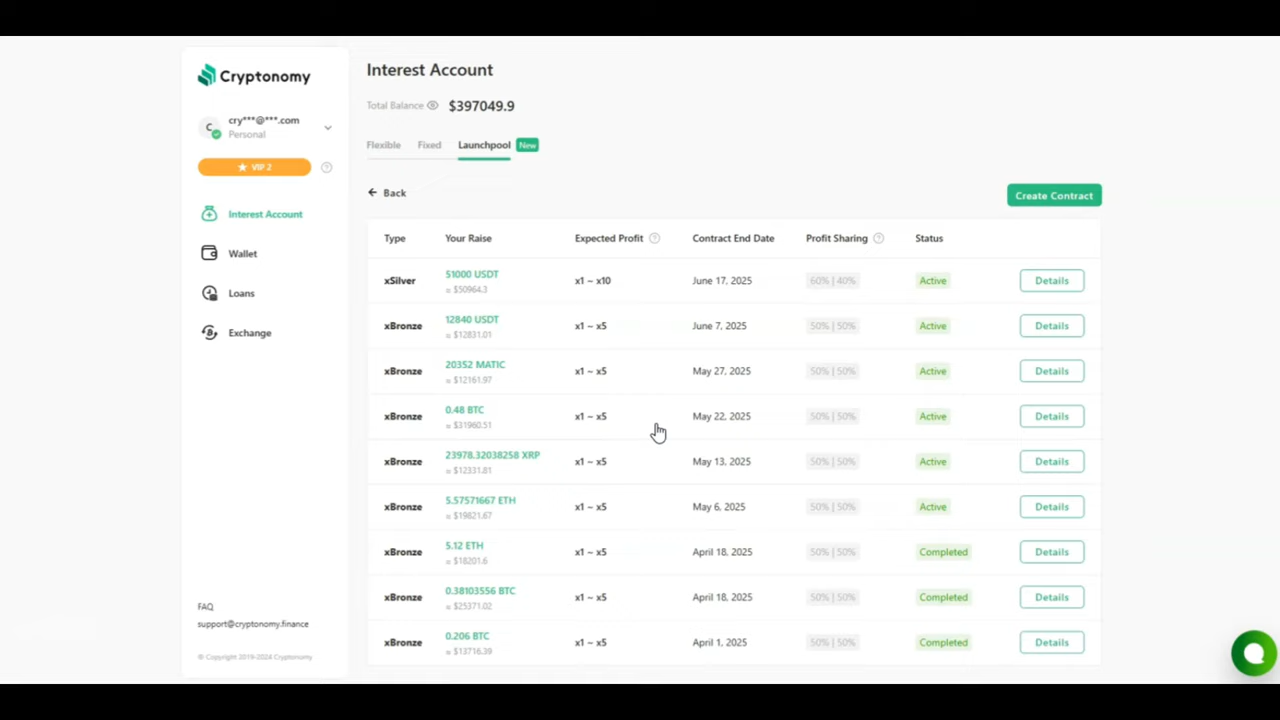 Cryptonomy
cry***@***.com
Personal
VIP 2
Interest Account
Wallet
Loans
Exchange
FAQ
support@cryptonomy.finance
© Copyright 2019-2024 Cryptonomy
Interest Account
Total Balance $397049.9
Flexible Fixed Launchpool New
Back
Create Contract
Type Your Raise Expected Profit Contract End Date Profit Sharing Status
xSilver 51000 USDT x1 ~ x10 June 17, 2025 60% | 40% Active Details
≈ $50964.3
xBronze 12840 USDT x1 ~ x5 June 7, 2025 50% | 50% Active Details
≈ $12831.01
xBronze 20352 MATIC x1 ~ x5 May 27, 2025 50% | 50% Active Details
≈ $12161.97
xBronze 0.48 BTC x1 ~ x5 May 22, 2025 50% | 50% Active Details
≈ $31960.51
xBronze 23978.32038258 XRP x1 ~ x5 May 13, 2025 50% | 50% Active Details
≈ $12331.81
xBronze 5.57571667 ETH x1 ~ x5 May 6, 2025 50% | 50% Active Details
≈ $19821.67
xBronze 5.12 ETH x1 ~ x5 April 18, 2025 50% | 50% Completed Details
≈ $18201.6
xBronze 0.38103556 BTC x1 ~ x5 April 18, 2025 50% | 50% Completed Details
≈ $25371.02
xBronze 0.206 BTC x1 ~ x5 April 1, 2025 50% | 50% Completed Details
≈ $13716.39